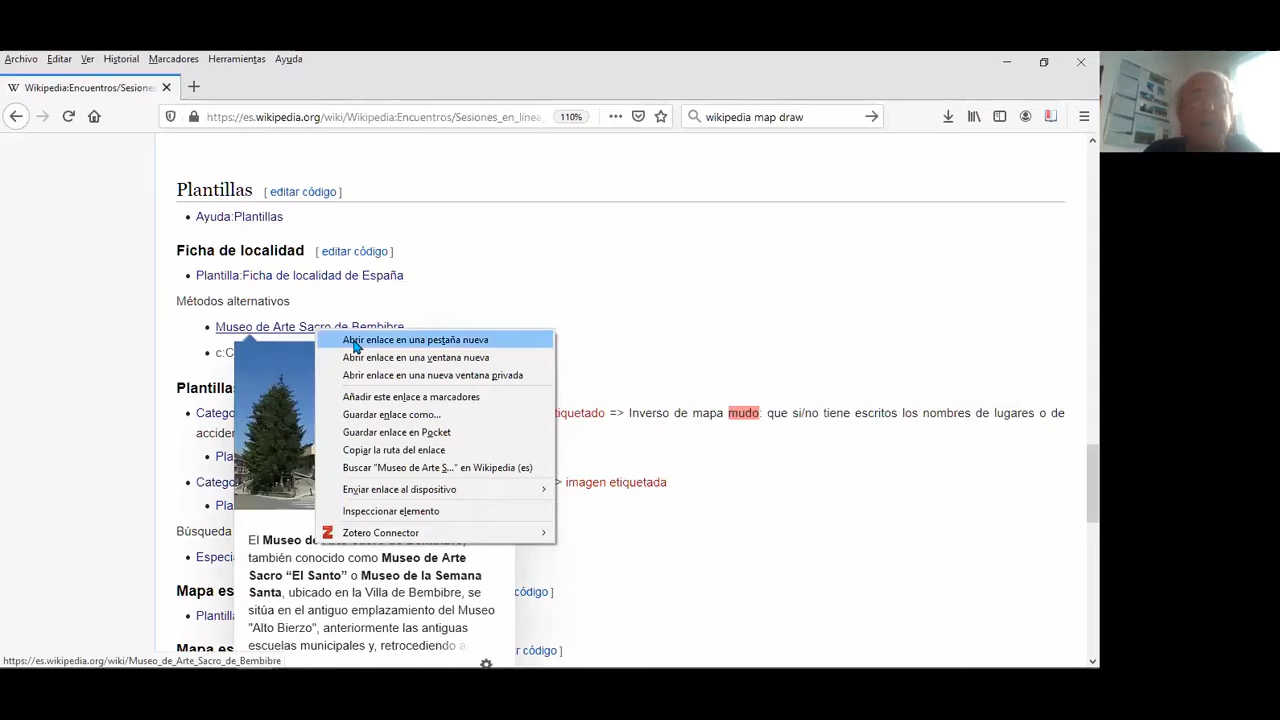 Archivo Editar Ver Historial Marcadores Herramientas Ayuda
W Wikipedia:Encuentros/Sesiones
https://es.wikipedia.org/wiki/Wikipedia:Encuentros/Sesiones_en_línea 110% wikipedia map draw
Plantillas [ editar código ]
Ayuda:Plantillas
Ficha de localidad [ editar código ]
Plantilla:Ficha de localidad de España
Métodos alternativos
Museo de Arte Sacro de Bembibre
c:C
Abrir enlace en una pestaña nueva
Abrir enlace en una ventana nueva
Abrir enlace en una nueva ventana privada
Añadir este enlace a marcadores
Guardar enlace como...
Guardar enlace en Pocket
Copiar la ruta del enlace
Buscar "Museo de Arte S..." en Wikipedia (es)
Enviar enlace al dispositivo
Inspeccionar elemento
Z Zotero Connector
Plantillas
Catego tiquetado => Inverso de mapa mudo: que si/no tiene escritos los nombres de lugares o de
accider
Pla
Catego > imagen etiquetada
Pla
Búsqueda
Especi
Mapa es código ]
Plantill
Mapa es r código ]
El Museo de
también conocido como Museo de Arte
Sacro “El Santo” o Museo de la Semana
Santa, ubicado en la Villa de Bembibre, se
sitúa en el antiguo emplazamiento del Museo
"Alto Bierzo", anteriormente las antiguas
escuelas municipales y, retrocediendo a
https://es.wikipedia.org/wiki/Museo_de_Arte_Sacro_de_Bembibre